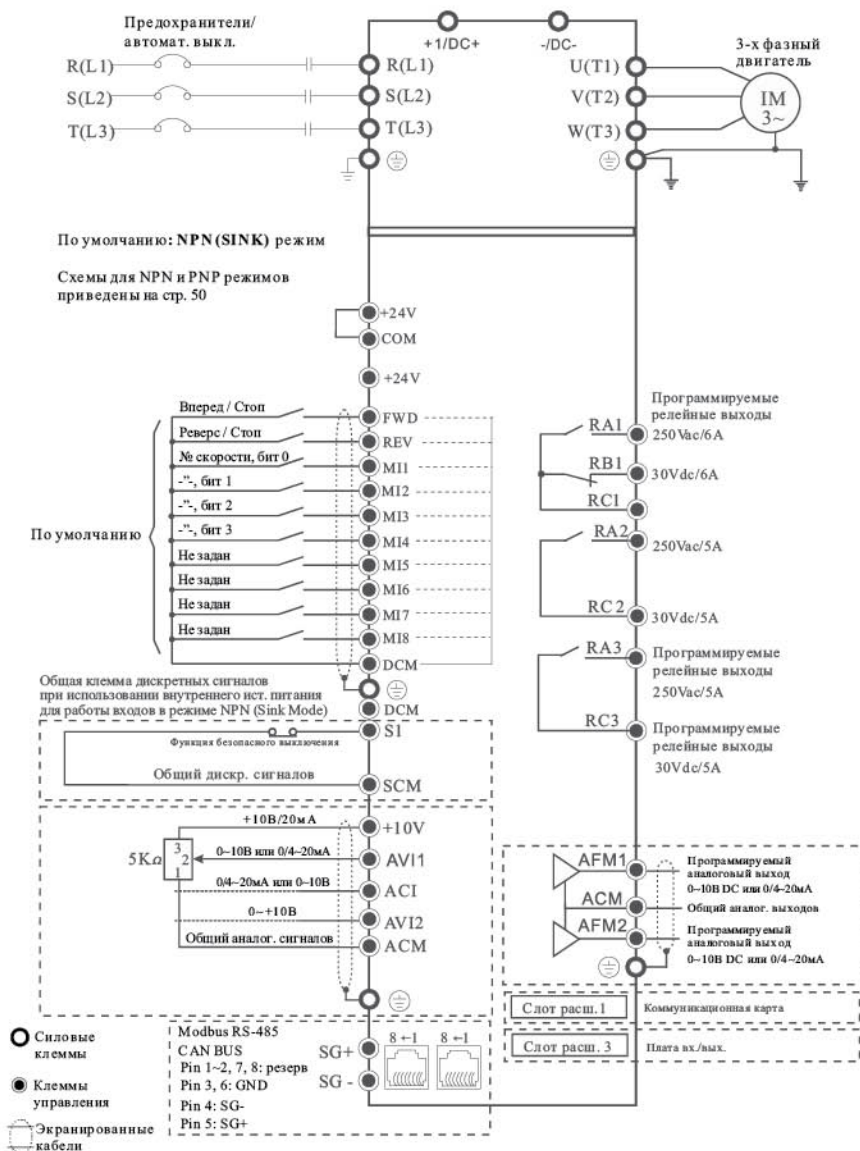 Предохранители/
автомат. выкл.
+1/DC+
-/DC-
3-х фазный
двигатель
R(L1)
R(L1)
U(T1)
S(L2)
S(L2)
V(T2)
IM
3~
T(L3)
T(L3)
W(T3)
По умолчанию: NPN (SINK) режим
Схемы для NPN и PNP режимов
приведены на стр. 50
+24V
COM
+24V
По умолчанию
Вперед / Стоп
FWD
Реверс / Стоп
REV
№ скорости, бит 0
MI1
-”-, бит 1
MI2
-”-, бит 2
MI3
-”-, бит 3
MI4
Не задан
MI5
Не задан
MI6
Не задан
MI7
Не задан
MI8
DCM
Общая клемма дискретных сигналов
при использовании внутреннего ист. питания
для работы входов в режиме NPN (Sink Mode)
DCM
S1
Функция безопасного выключения
Общий дискр. сигналов
SCM
+10В/20мА
+10V
5KΩ
3
2
1
0~10В или 0/4~20мА
AVI1
0/4~20мА или 0~10В
ACI
0~+10В
AVI2
Общий аналог. сигналов
ACM
Программируемые
релейные выходы
RA1
250Vac/6A
RB1
30Vdc/6A
RC1
RA2
250Vac/5A
RC2
30Vdc/5A
RA3
Программируемые
релейные выходы
250Vac/5A
RC3
Программируемые
релейные выходы
30Vdc/5A
AFM1
Программируемый
аналоговый выход
0~10В DC или 0/4~20мА
ACM
Общий аналог. выходов
AFM2
Программируемый
аналоговый выход
0~10В DC или 0/4~20мА
Слот расш.1
Коммуникационная карта
Слот расш. 3
Плата вх./вых.
Силовые
клеммы
Клеммы
управления
Экранированные
кабели
Modbus RS-485
CAN BUS
Pin 1~2, 7, 8: резерв
Pin 3, 6: GND
Pin 4: SG-
Pin 5: SG+
SG+
SG -
8 ←1
8 ←1